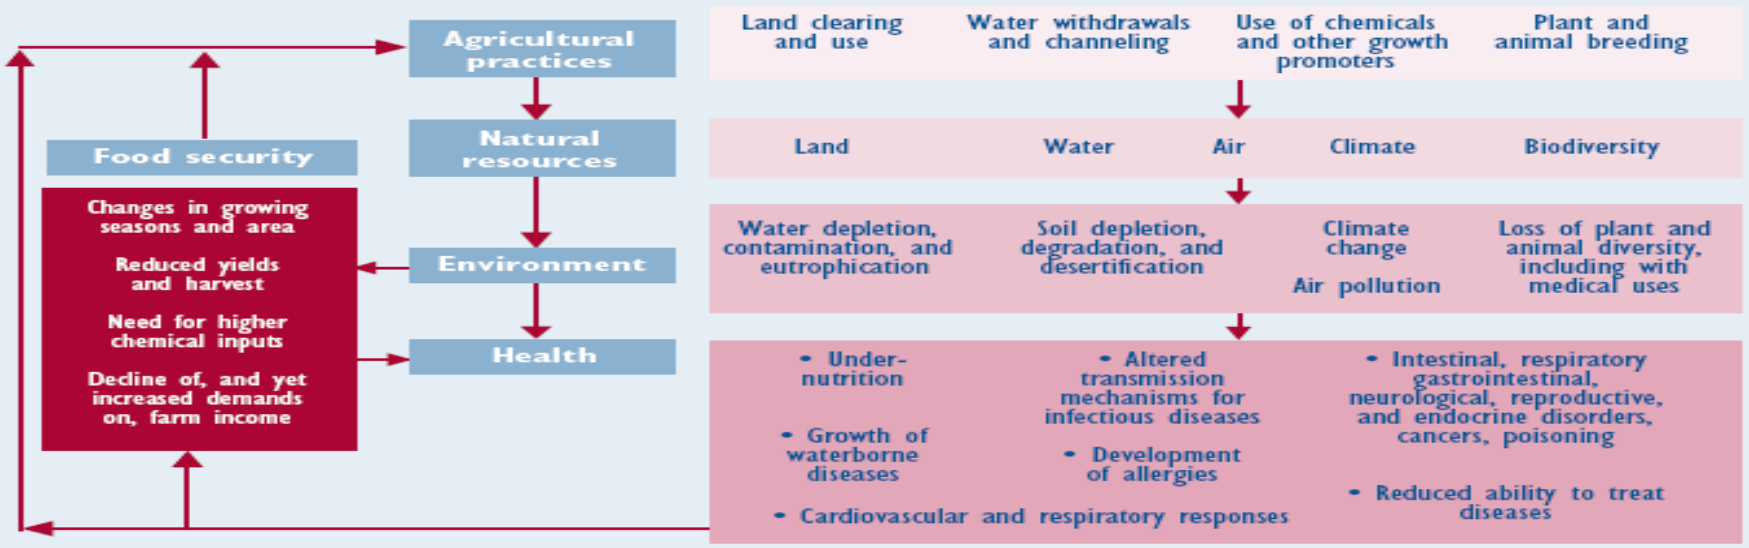 Agricultural
practices
Land clearing
and use
Water withdrawals
and channeling
Use of chemicals
and other growth
promoters
Plant and
animal breeding
Natural
resources
Land
Water
Air
Climate
Biodiversity
Food security
Changes in growing
seasons and area
Reduced yields
and harvest
Need for higher
chemical inputs
Decline of, and yet
increased demands
on, farm income
Environment
Water depletion,
contamination, and
eutrophication
Soil depletion,
degradation, and
desertification
Climate
change
Air pollution
Loss of plant and
animal diversity,
including with
medical uses
Health
• Under-
nutrition
• Growth of
waterborne
diseases
• Altered
transmission
mechanisms for
infectious diseases
• Development
of allergies
• Cardiovascular and respiratory responses
• Intestinal, respiratory
gastrointestinal,
neurological, reproductive,
and endocrine disorders,
cancers, poisoning
• Reduced ability to treat
diseases